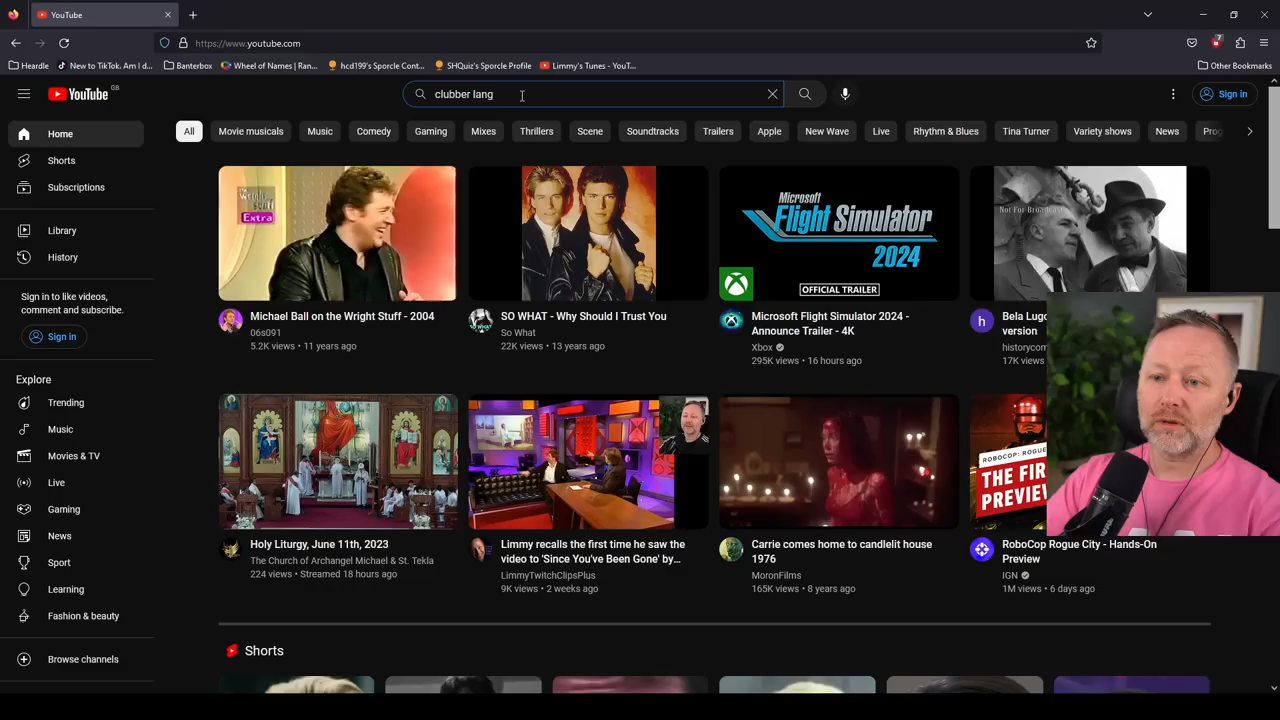 YouTube
https://www.youtube.com
7
Heardle
New to TikTok. Am I d...
Banterbox
Wheel of Names | Ran...
hcd199's Sporcle Cont...
SHQuiz's Sporcle Profile
Limmy's Tunes - YouT...
Other Bookmarks
YouTube
GB
clubber lang
Sign in
Home
Shorts
Subscriptions
Library
History
Sign in to like videos,
comment and subscribe.
Sign in
Explore
Trending
Music
Movies & TV
Live
Gaming
News
Sport
Learning
Fashion & beauty
Browse channels
All
Movie musicals
Music
Comedy
Gaming
Mixes
Thrillers
Scene
Soundtracks
Trailers
Apple
New Wave
Live
Rhythm & Blues
Tina Turner
Variety shows
News
Prog
the Wright stuff
Extra
Michael Ball on the Wright Stuff - 2004
06s091
5.2K views • 11 years ago
SO WHAT - Why Should I Trust You
So What
22K views • 13 years ago
Microsoft
Flight Simulator
2024
OFFICIAL TRAILER
Microsoft Flight Simulator 2024 -
Announce Trailer - 4K
Xbox
295K views • 16 hours ago
Not For Broadcast
h
Bela Lugo
version
historycom
17K views
Holy Liturgy, June 11th, 2023
The Church of Archangel Michael & St. Tekla
224 views • Streamed 18 hours ago
Limmy recalls the first time he saw the
video to 'Since You've Been Gone' by...
LimmyTwitchClipsPlus
9K views • 2 weeks ago
Carrie comes home to candlelit house
1976
MoronFilms
165K views • 8 years ago
ROBOCOP: ROGUE
THE FIR
PREVIEW
RoboCop Rogue City - Hands-On
Preview
IGN
1M views • 6 days ago
Shorts